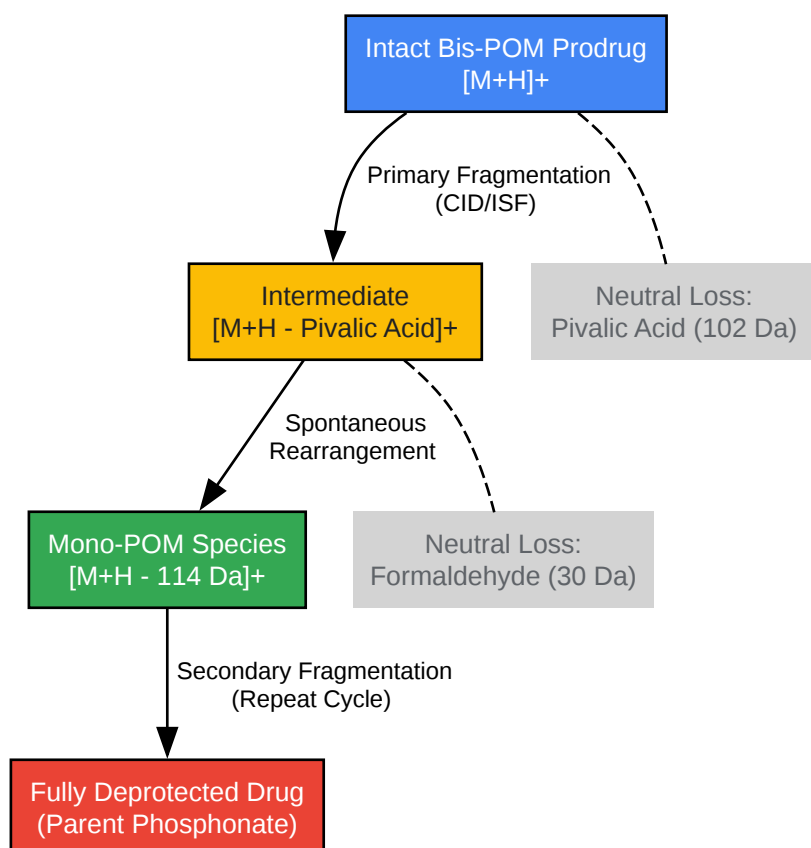 Intact Bis-POM Prodrug
[M+H]+
Primary Fragmentation
(CID/ISF)
Intermediate
[M+H - Pivalic Acid]+
Neutral Loss:
Pivalic Acid (102 Da)
Spontaneous
Rearrangement
Mono-POM Species
[M+H - 114 Da]+
Neutral Loss:
Formaldehyde (30 Da)
Secondary Fragmentation
(Repeat Cycle)
Fully Deprotected Drug
(Parent Phosphonate)